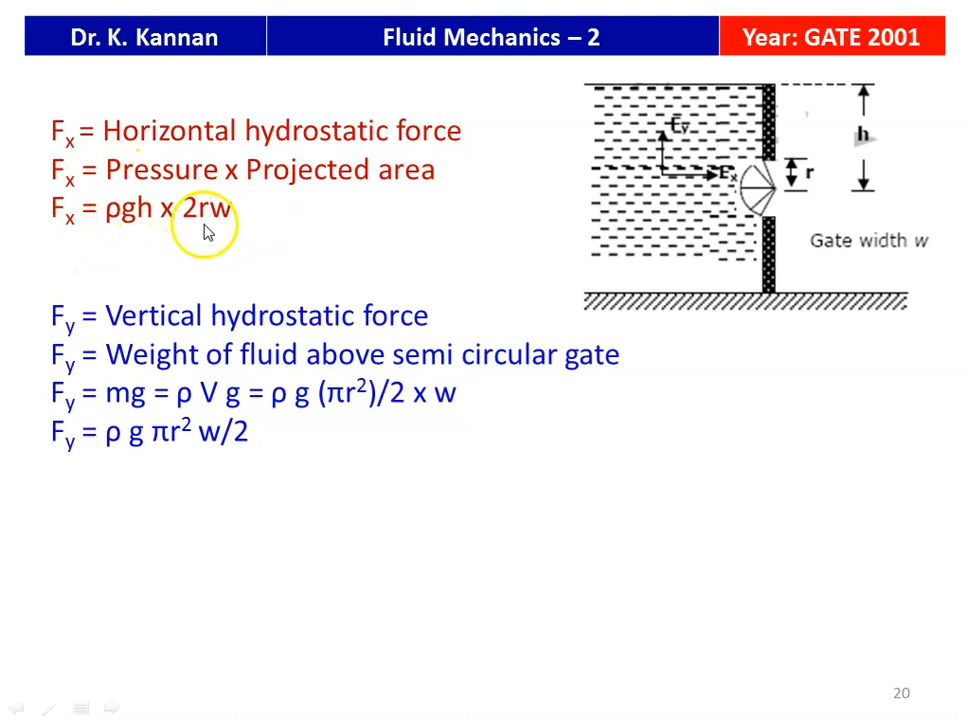 Dr. K. Kannan
Fluid Mechanics – 2
Year: GATE 2001
Fx = Horizontal hydrostatic force
Fx = Pressure x Projected area
Fx = ρgh x 2rw
Fy = Vertical hydrostatic force
Fy = Weight of fluid above semi circular gate
Fy = mg = ρ V g = ρ g (πr²)/2 x w
Fy = ρ g πr² w/2
Fy
Fx
h
r
Gate width w
20